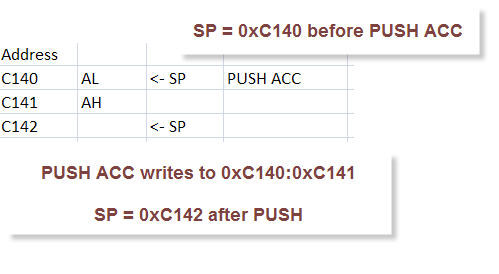 SP = 0xC140 before PUSH ACC
Address
C140 AL <- SP PUSH ACC
C141 AH
C142 <- SP
PUSH ACC writes to 0xC140:0xC141
SP = 0xC142 after PUSH